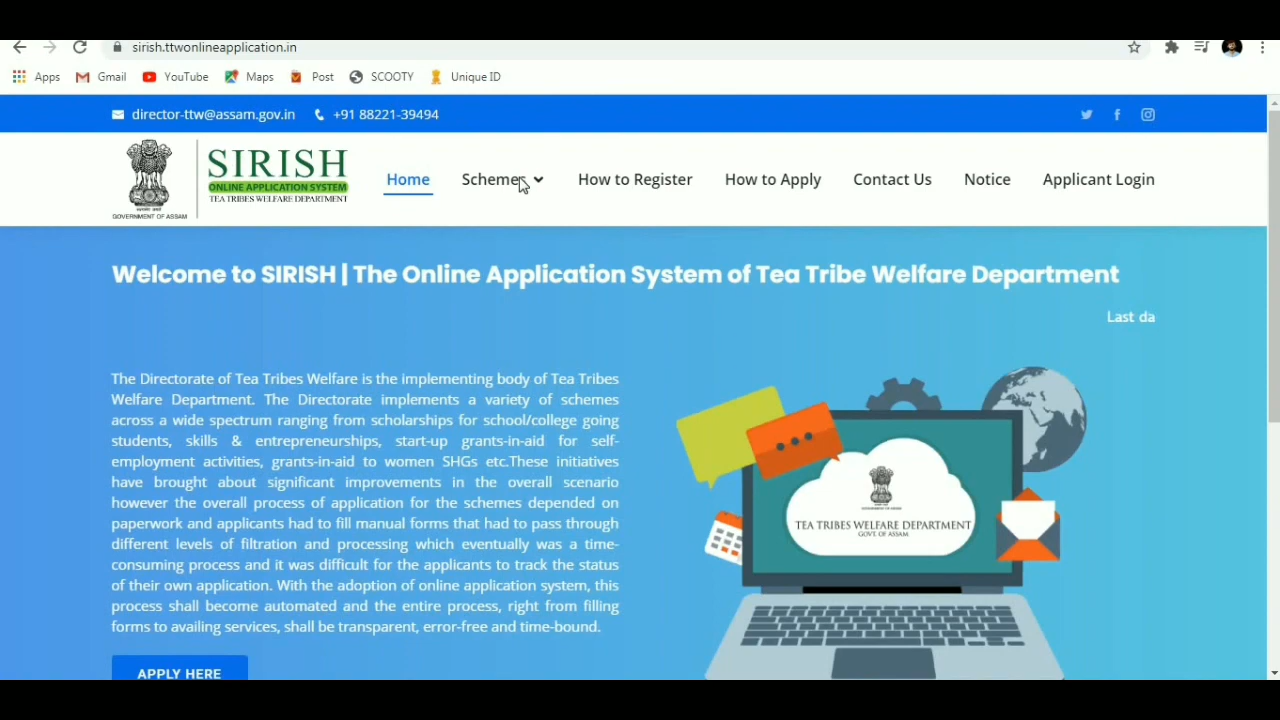 sirish.ttwonlineapplication.in
Apps Gmail YouTube Maps Post SCOOTY Unique ID
director-ttw@assam.gov.in +91 88221-39494
SIRISH
ONLINE APPLICATION SYSTEM
TEA TRIBES WELFARE DEPARTMENT
GOVERNMENT OF ASSAM
Home Schemes How to Register How to Apply Contact Us Notice Applicant Login
Welcome to SIRISH | The Online Application System of Tea Tribe Welfare Department
Last da
The Directorate of Tea Tribes Welfare is the implementing body of Tea Tribes
Welfare Department. The Directorate implements a variety of schemes
across a wide spectrum ranging from scholarships for school/college going
students, skills & entrepreneurships, start-up grants-in-aid for self-
employment activities, grants-in-aid to women SHGs etc.These initiatives
have brought about significant improvements in the overall scenario
however the overall process of application for the schemes depended on
paperwork and applicants had to fill manual forms that had to pass through
different levels of filtration and processing which eventually was a time-
consuming process and it was difficult for the applicants to track the status
of their own application. With the adoption of online application system, this
process shall become automated and the entire process, right from filling
forms to availing services, shall be transparent, error-free and time-bound.
TEA TRIBES WELFARE DEPARTMENT
GOVT. OF ASSAM
APPLY HERE